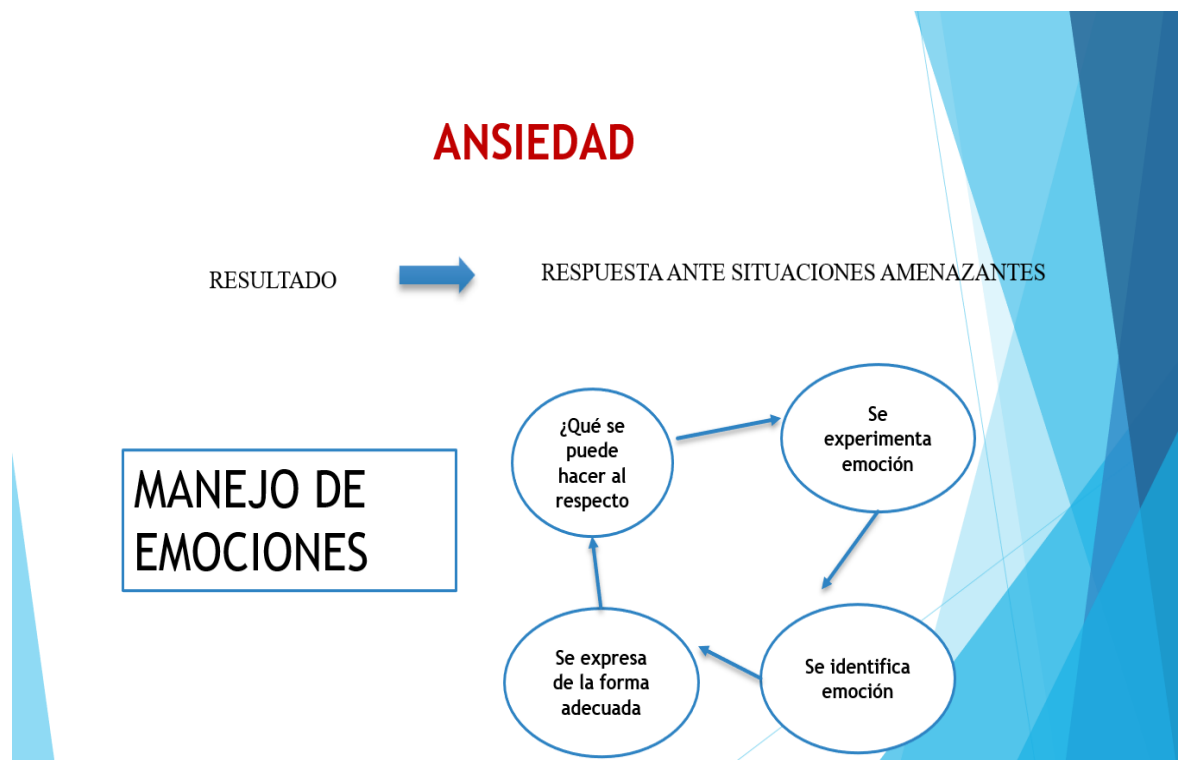 ANSIEDAD
RESULTADO
RESPUESTA ANTE SITUACIONES AMENAZANTES
MANEJO DE
EMOCIONES
¿Qué se
puede
hacer al
respecto
Se
experimenta
emoción
Se identifica
emoción
Se expresa
de la forma
adecuada